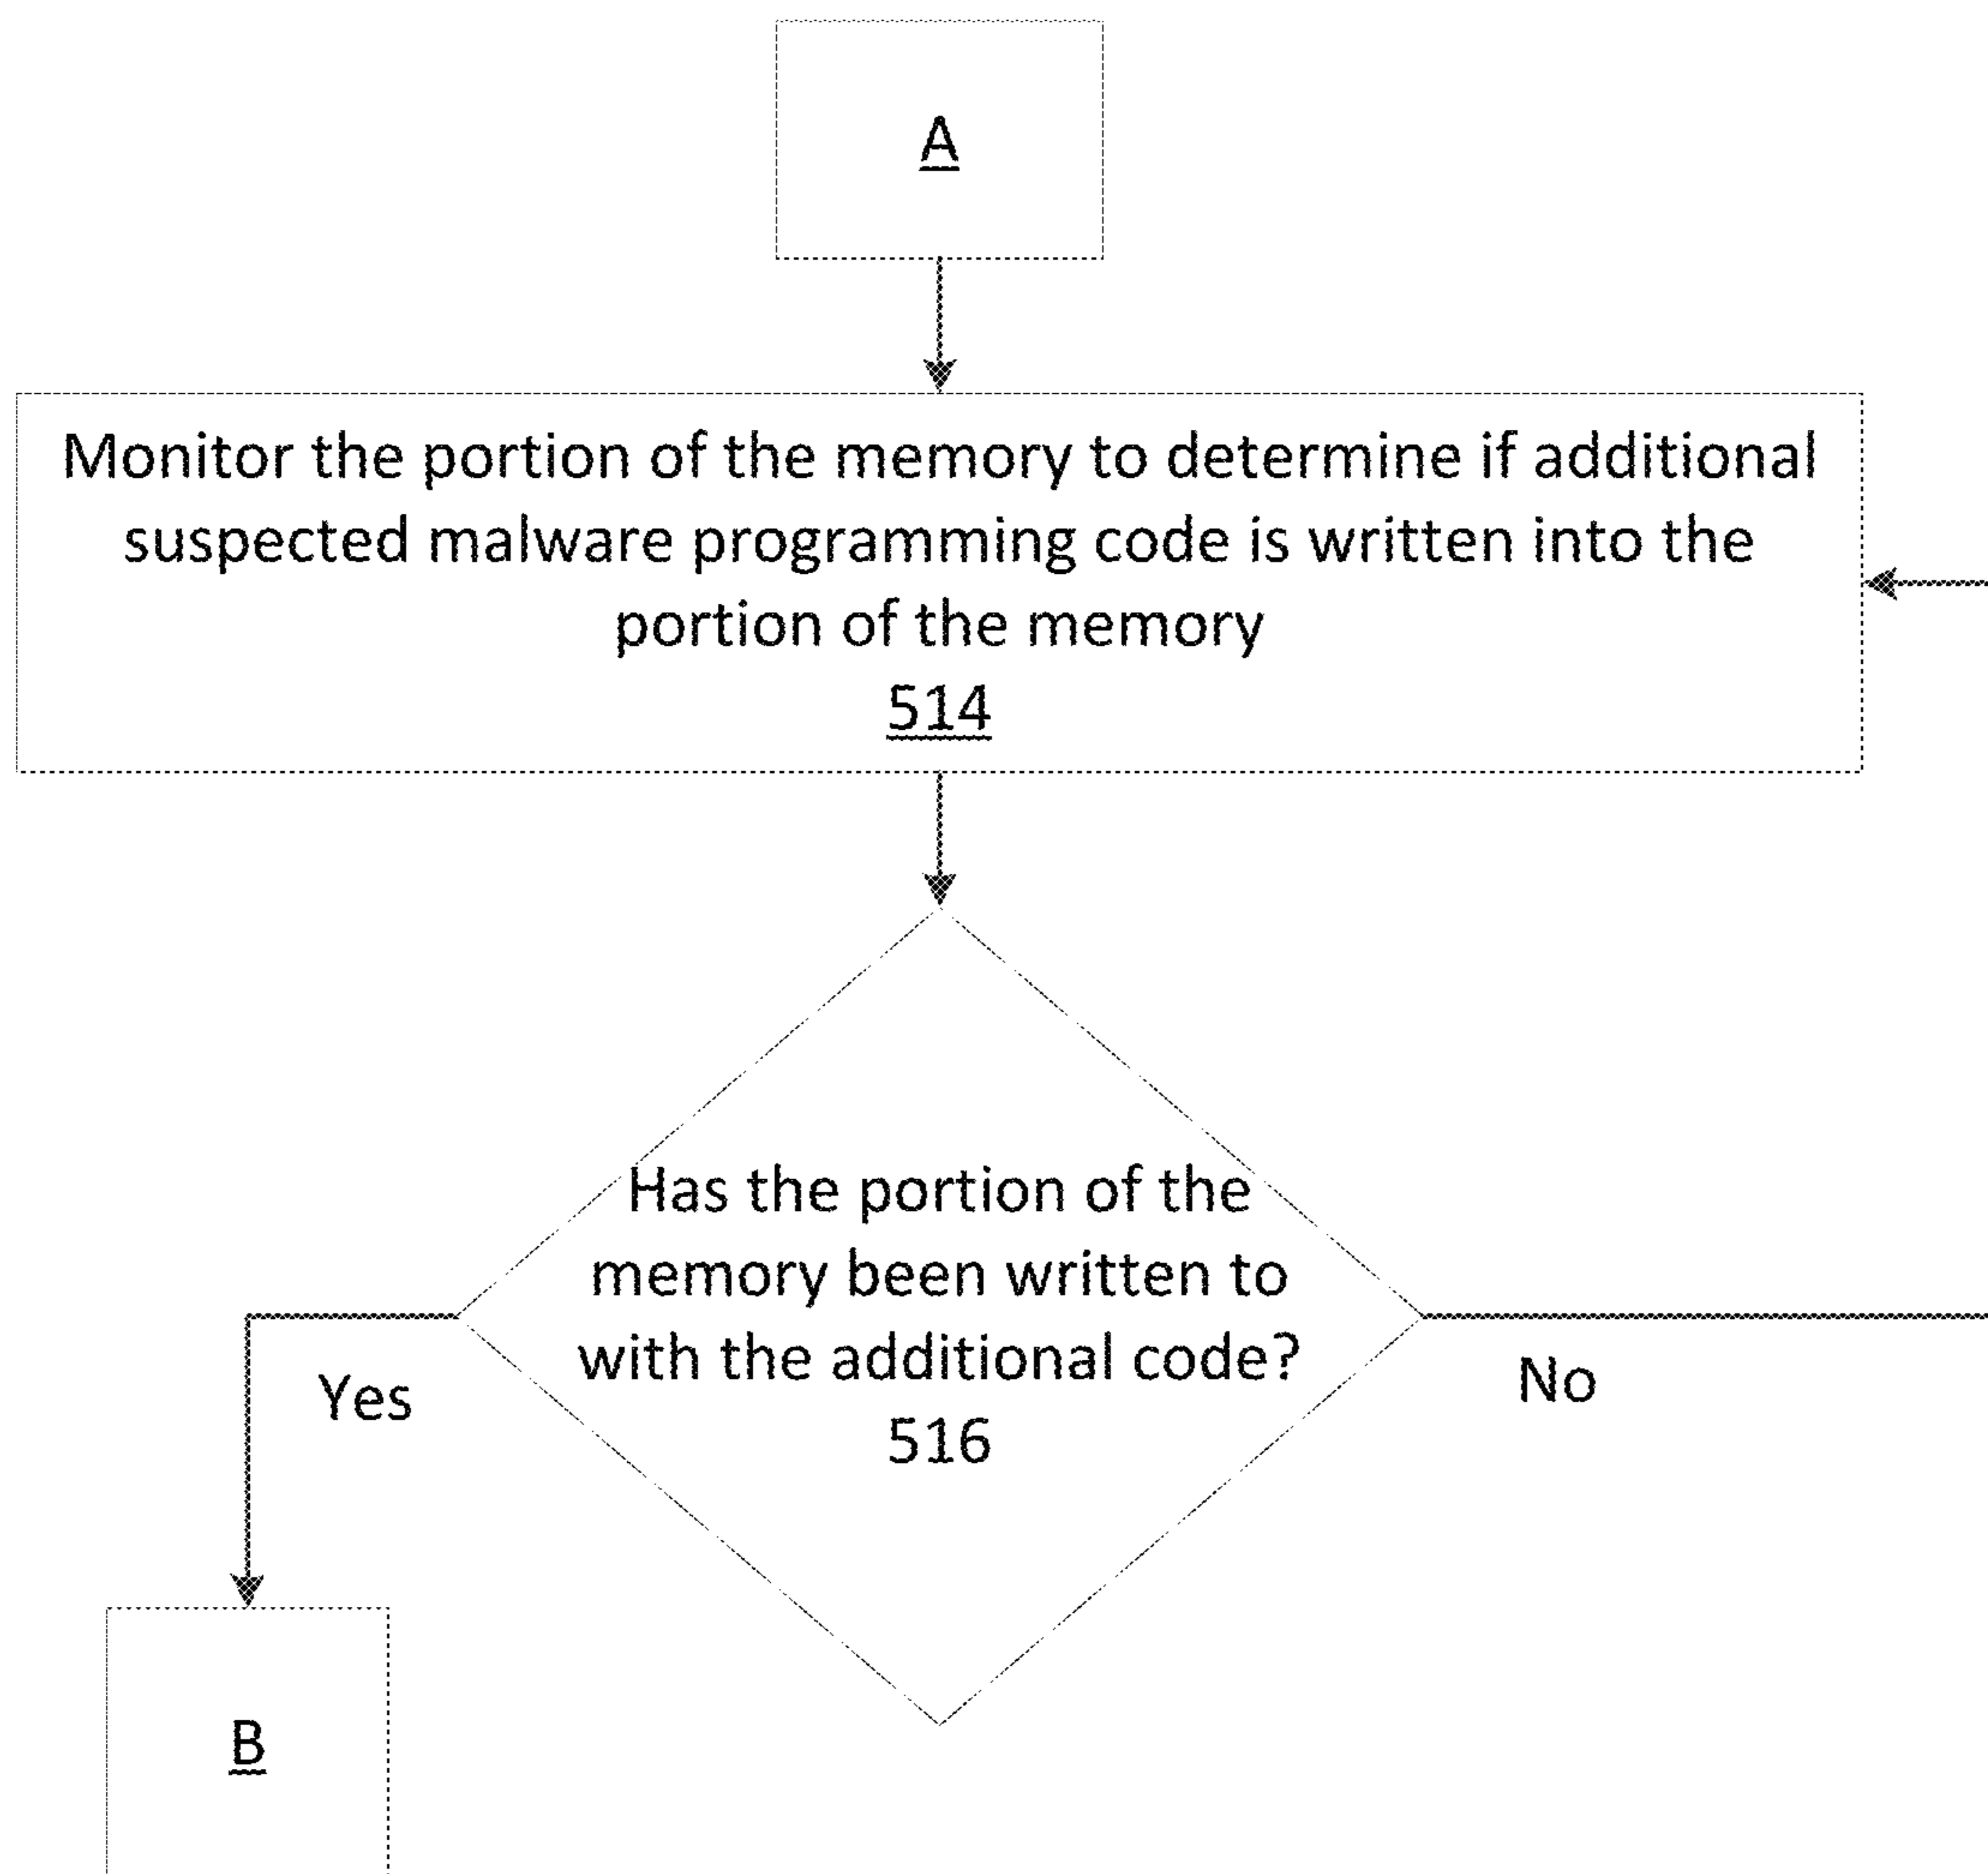 A
Monitor the portion of the memory to determine if additional
suspected malware programming code is written into the
portion of the memory
514
Has the portion of the
memory been written to
with the additional code?
516
Yes
No
B